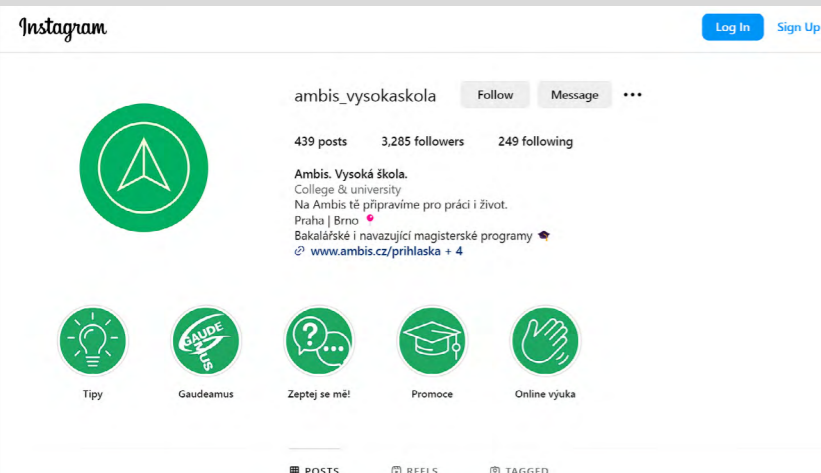 Instagram
Log In Sign Up
ambis_vysokaskola Follow Message
439 posts 3,285 followers 249 following
Ambis. Vysoká škola.
College & university
Na Ambis tě připravíme pro práci i život.
Praha | Brno
Bakalářské i navazující magisterské programy
www.ambis.cz/prihlaska + 4
GAUDE
MUS
Tipy Gaudeamus Zeptej se mě! Promoce Online výuka
POSTS REELS TAGGED